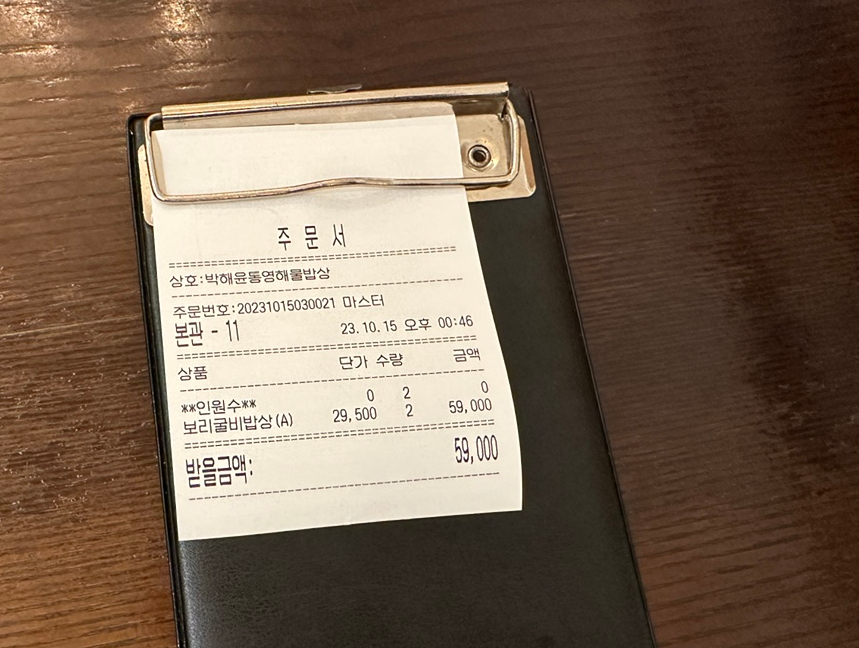 주 문 서
===============================================
상호:박해윤동영해물밥상
-----------------------------------------------
주문번호:20231015030021 마스터
본관 - 11 23.10.15 오후 00:46
===============================================
상품 단가 수량 금액
-----------------------------------------------
**인원수** 0 2 0
보리굴비밥상(A) 29,500 2 59,000
===============================================
받을금액: 59,000
-----------------------------------------------